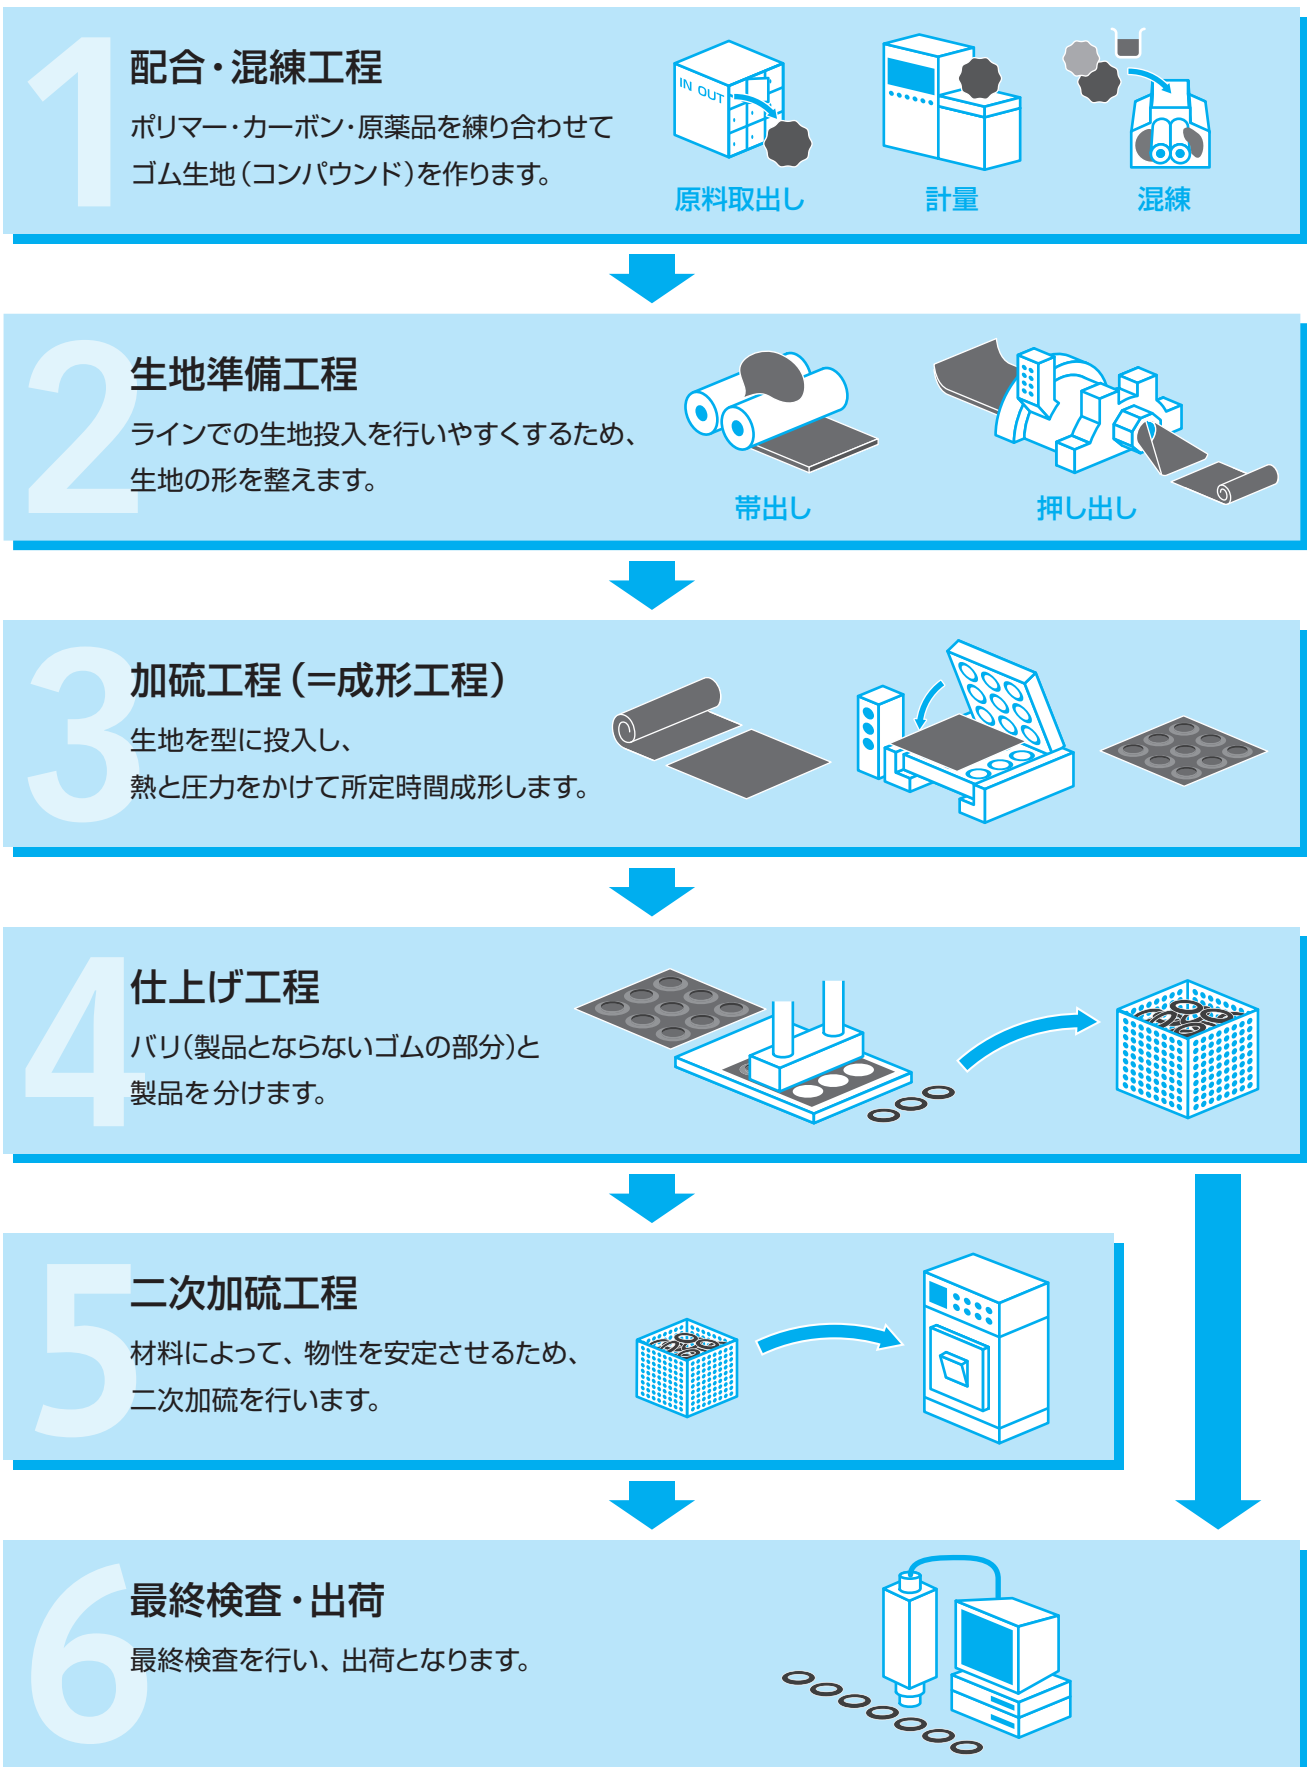 1
配合・混練工程
ポリマー・カーボン・原薬品を練り合わせて
ゴム生地(コンパウンド)を作ります。
IN OUT
原料取出し
計量
混練
2
生地準備工程
ラインでの生地投入を行いやすくするため、
生地の形を整えます。
帯出し
押し出し
3
加硫工程(=成形工程)
生地を型に投入し、
熱と圧力をかけて所定時間成形します。
4
仕上げ工程
バリ(製品とならないゴムの部分)と
製品を分けます。
5
二次加硫工程
材料によって、物性を安定させるため、
二次加硫を行います。
6
最終検査・出荷
最終検査を行い、出荷となります。